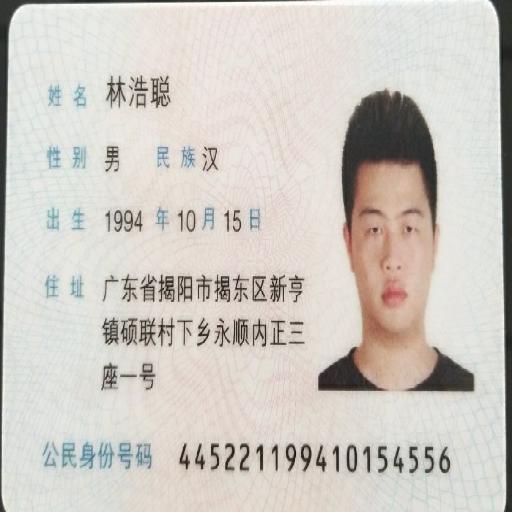 姓名 林浩聪
性别 男 民族 汉
出生 1994 年 10 月 15 日
住址 广东省揭阳市揭东区新亨
镇硕联村下乡永顺内正三
座一号
公民身份号码 445221199410154556